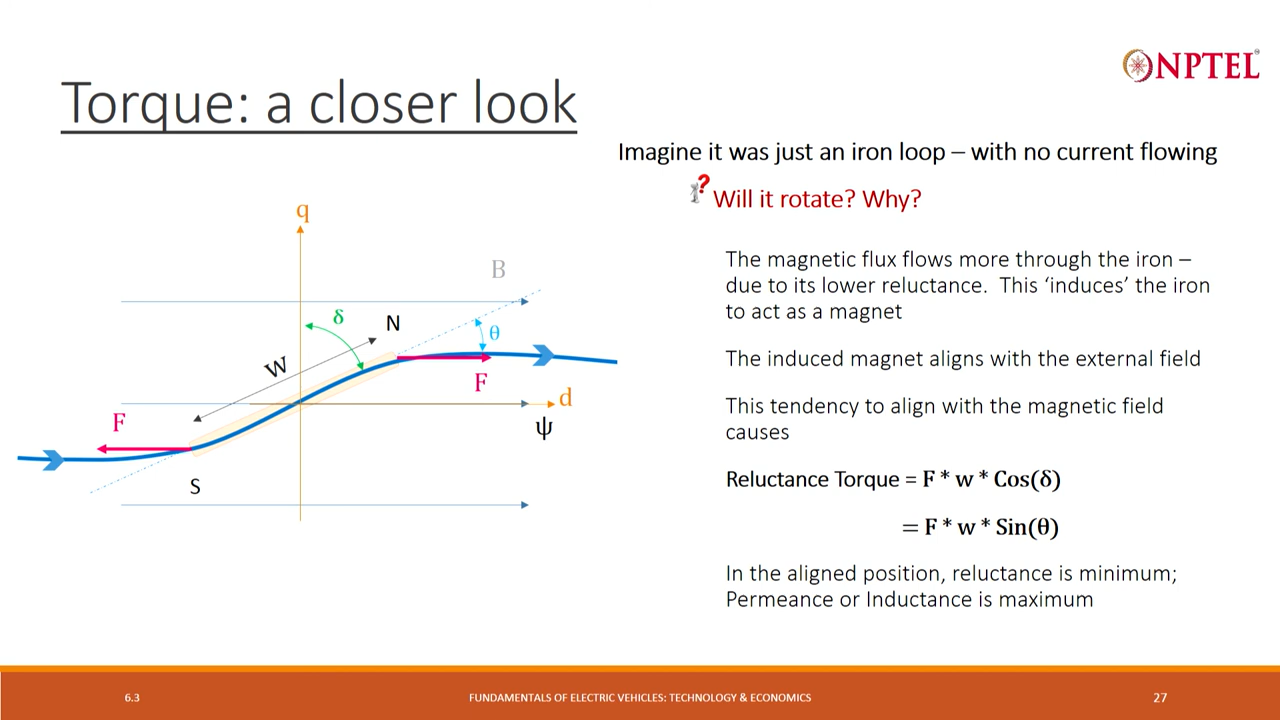 NPTEL
Torque: a closer look
Imagine it was just an iron loop – with no current flowing
?
Will it rotate? Why?
q
B
δ
N
θ
W
F
d
F
ψ
S
The magnetic flux flows more through the iron –
due to its lower reluctance. This ‘induces’ the iron
to act as a magnet
The induced magnet aligns with the external field
This tendency to align with the magnetic field
causes
Reluctance Torque = F * w * Cos(δ)
= F * w * Sin(θ)
In the aligned position, reluctance is minimum;
Permeance or Inductance is maximum
6.3
FUNDAMENTALS OF ELECTRIC VEHICLES: TECHNOLOGY & ECONOMICS
27